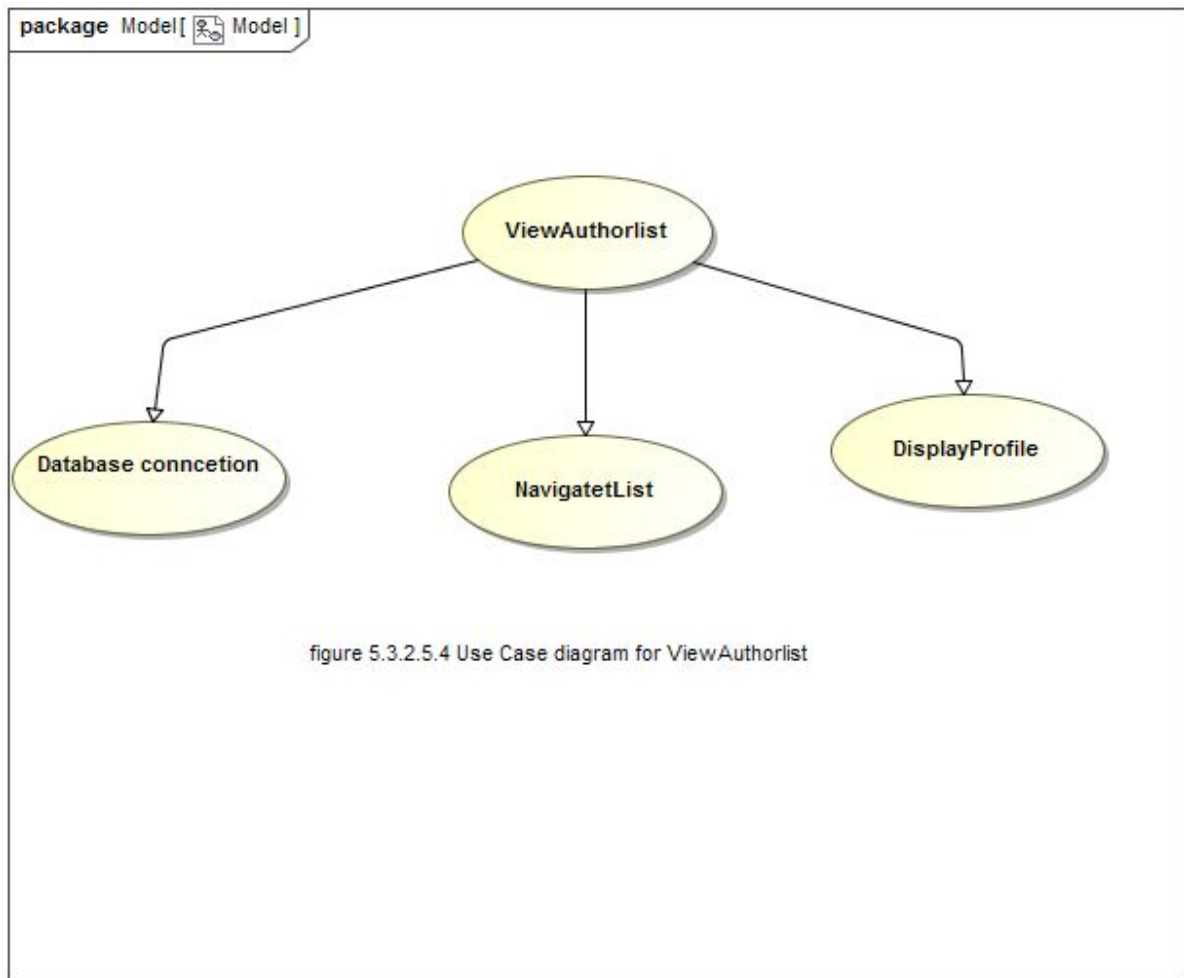 package Model[ Model ]
ViewAuthorlist
Database conncetion
NavigatetList
DisplayProfile
figure 5.3.2.5.4 Use Case diagram for ViewAuthorlist